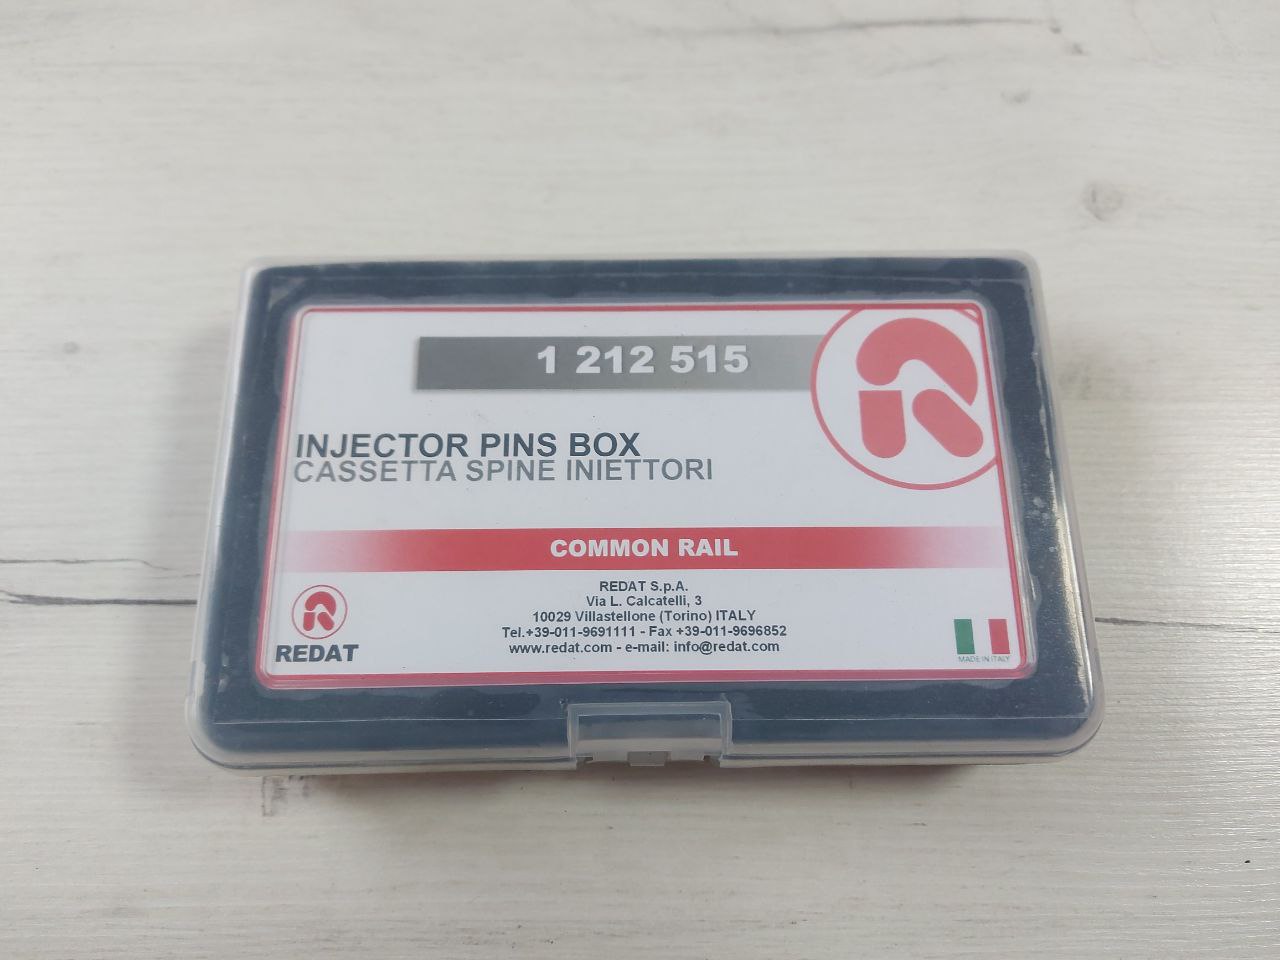 1 212 515
INJECTOR PINS BOX
CASSETTA SPINE INIETTORI
COMMON RAIL
REDAT S.p.A.
Via L. Calcatelli, 3
10029 Villastellone (Torino) ITALY
Tel.+39-011-9691111 - Fax +39-011-9696852
www.redat.com - e-mail: info@redat.com
REDAT
MADE IN ITALY